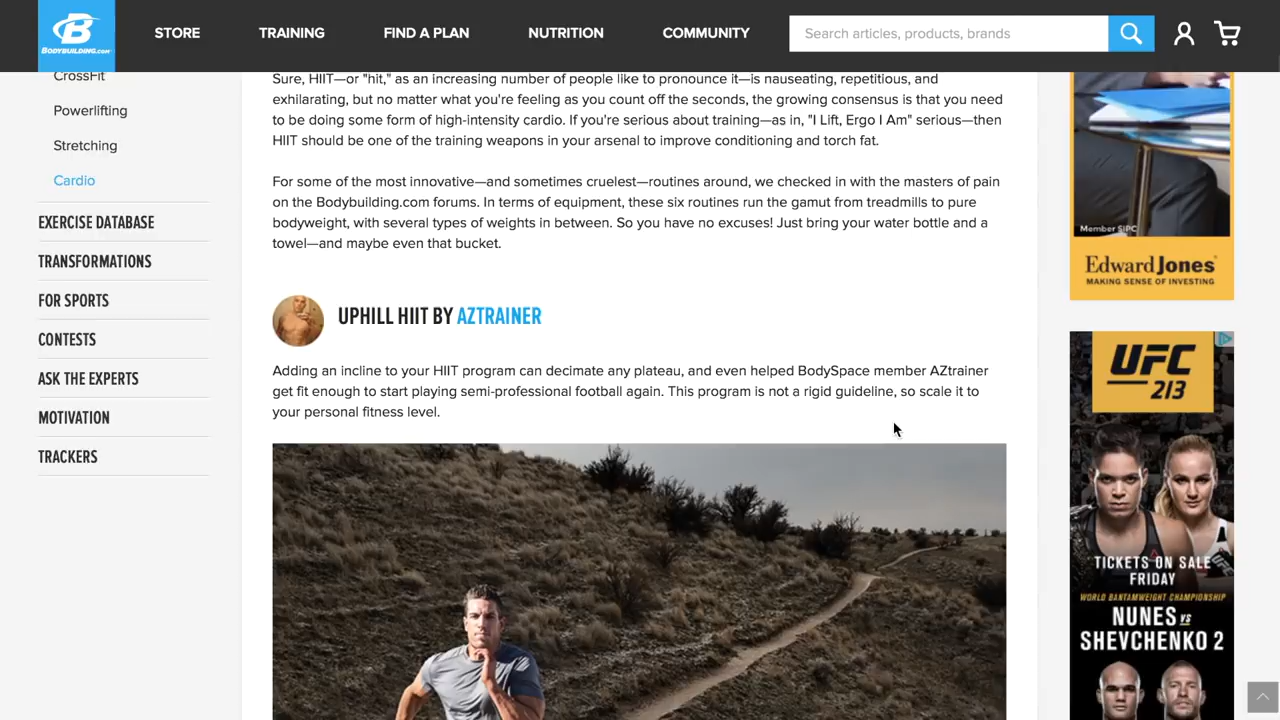 B
BODYBUILDING.com
STORE
TRAINING
FIND A PLAN
NUTRITION
COMMUNITY
Search articles, products, brands
CrossFit
Powerlifting
Stretching
Cardio
EXERCISE DATABASE
TRANSFORMATIONS
FOR SPORTS
CONTESTS
ASK THE EXPERTS
MOTIVATION
TRACKERS
Sure, HIIT—or "hit," as an increasing number of people like to pronounce it—is nauseating, repetitious, and
exhilarating, but no matter what you're feeling as you count off the seconds, the growing consensus is that you need
to be doing some form of high-intensity cardio. If you're serious about training—as in, "I Lift, Ergo I Am" serious—then
HIIT should be one of the training weapons in your arsenal to improve conditioning and torch fat.
For some of the most innovative—and sometimes cruelest—routines around, we checked in with the masters of pain
on the Bodybuilding.com forums. In terms of equipment, these six routines run the gamut from treadmills to pure
bodyweight, with several types of weights in between. So you have no excuses! Just bring your water bottle and a
towel—and maybe even that bucket.
UPHILL HIIT BY AZTRAINER
Adding an incline to your HIIT program can decimate any plateau, and even helped BodySpace member AZtrainer
get fit enough to start playing semi-professional football again. This program is not a rigid guideline, so scale it to
your personal fitness level.
Member SIPC
Edward Jones
MAKING SENSE OF INVESTING
UFC
213
TICKETS ON SALE
FRIDAY
WORLD BANTAMWEIGHT CHAMPIONSHIP
NUNES VS
SHEVCHENKO 2